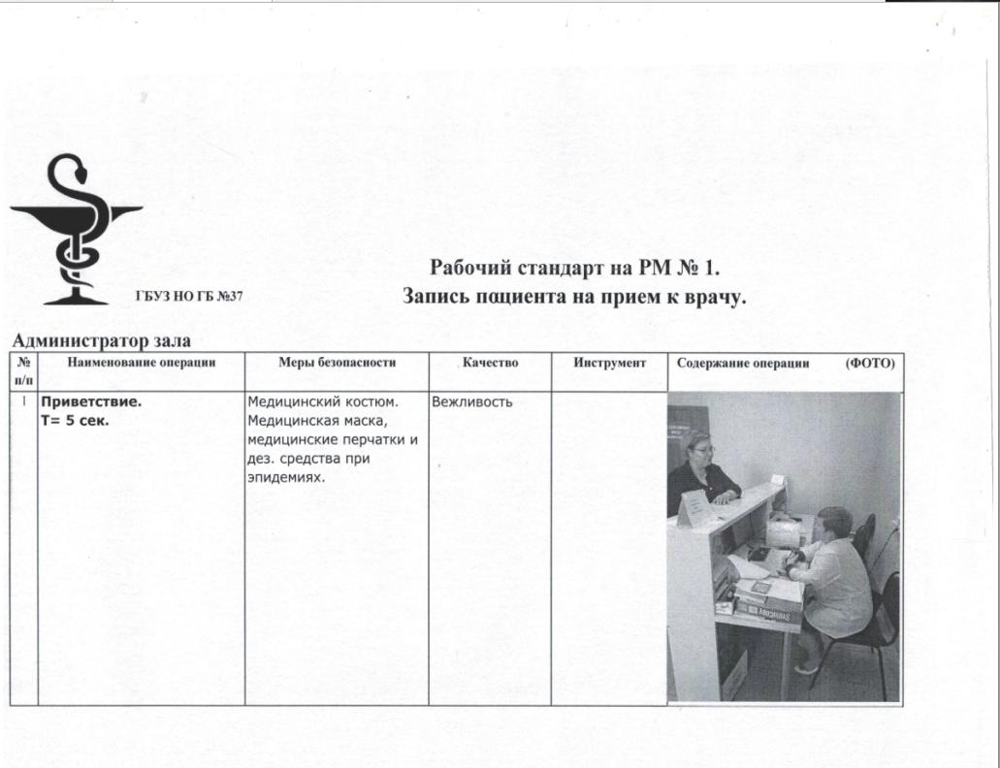 ГБУЗ НО ГБ №37
Рабочий стандарт на РМ № 1.
Запись пациента на прием к врачу.
Администратор зала
№ п/п
Наименование операции
Меры безопасности
Качество
Инструмент
Содержание операции (ФОТО)
1
Приветствие.
Т= 5 сек.
Медицинский костюм.
Медицинская маска,
медицинские перчатки и
дез. средства при
эпидемиях.
Вежливость